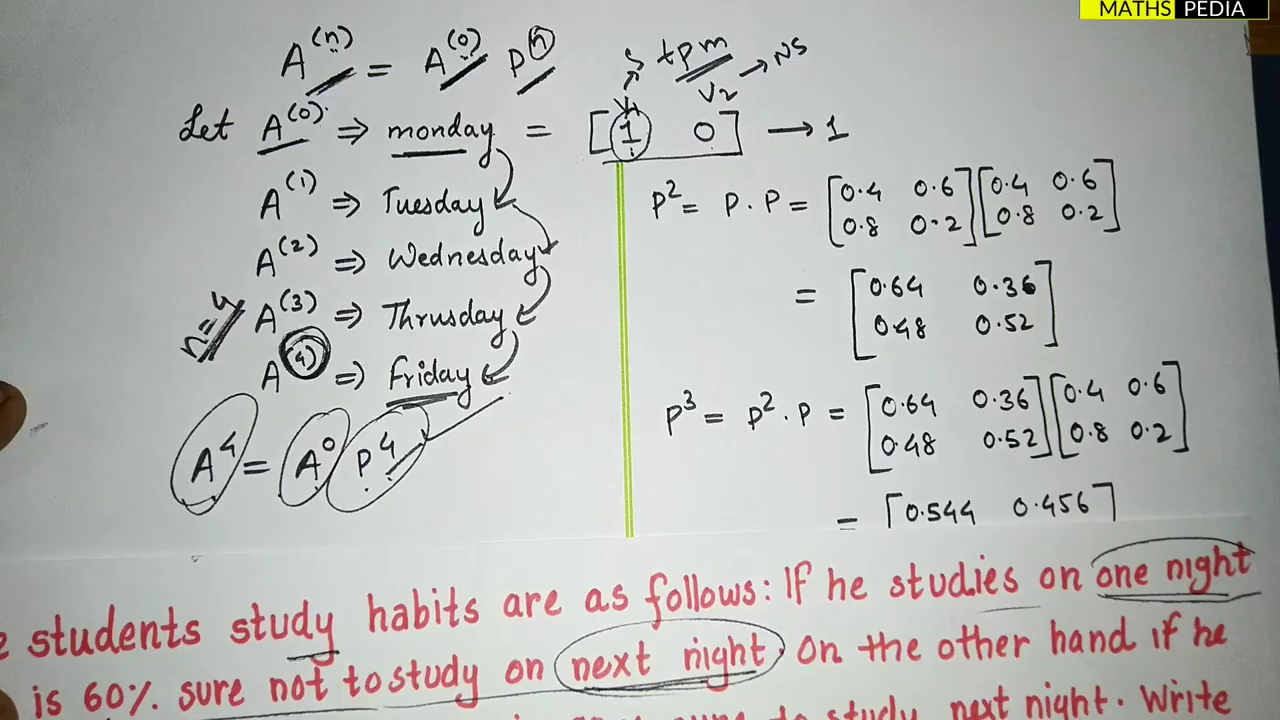 MATHS PEDIA
A^(n) = A^(0) P^n
S tpm
V2 → NS
Let A^(0) ⇒ monday = [1 0] → 1
A^(1) ⇒ Tuesday
A^(2) ⇒ Wednesday
n=4 A^(3) ⇒ Thrusday
A^(4) ⇒ Friday
A^4 = A^0 P^4
P^2 = P . P = [0.4 0.6] [0.4 0.6]
[0.8 0.2] [0.8 0.2]
= [0.64 0.36]
[0.48 0.52]
P^3 = P^2 . P = [0.64 0.36] [0.4 0.6]
[0.48 0.52] [0.8 0.2]
= [0.544 0.456]
students study habits are as follows: If he studies on one night
is 60%. sure not to study on next night. On the other hand if he
to study next night. Write